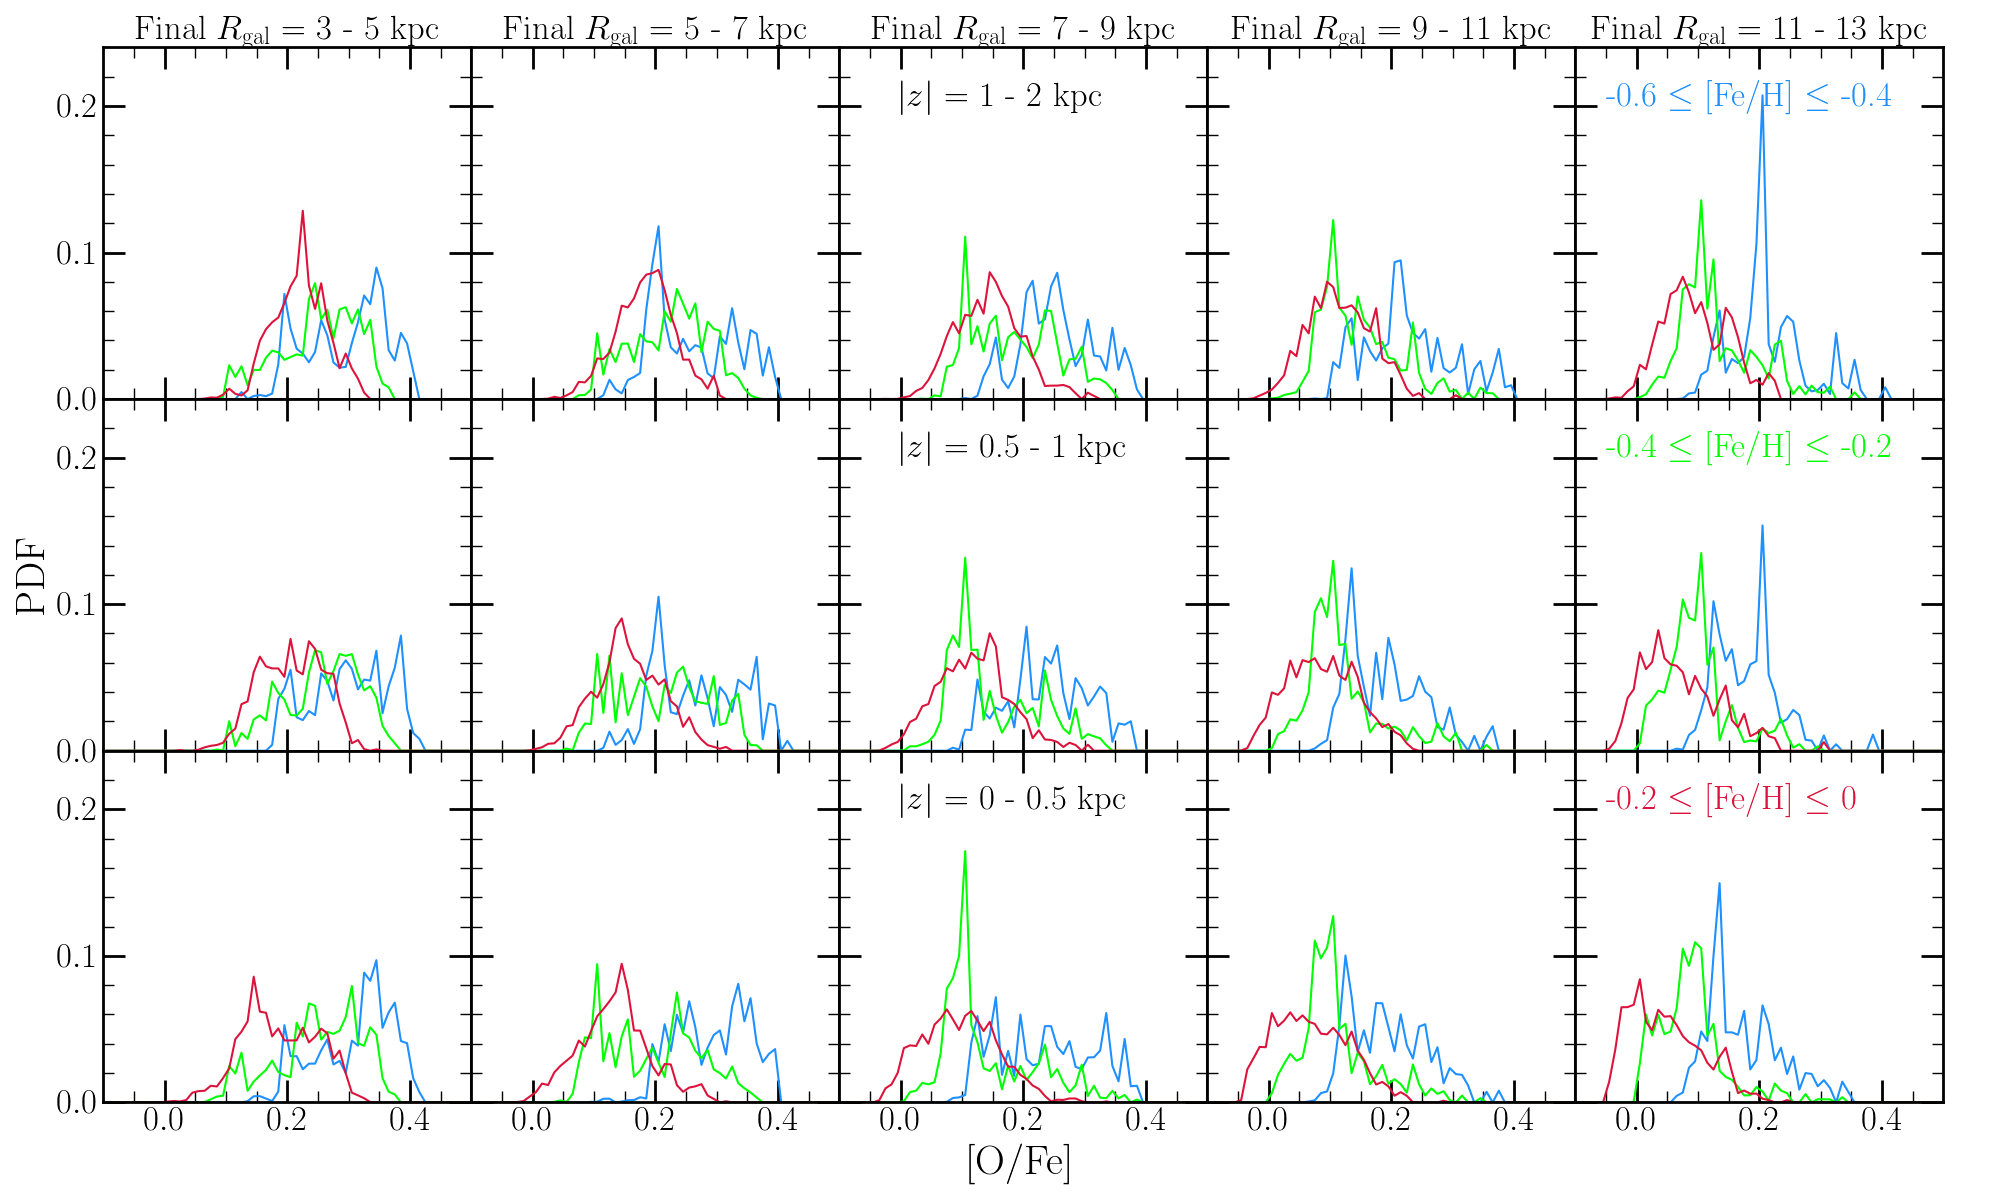 Final R_gal = 3 - 5 kpc
Final R_gal = 5 - 7 kpc
Final R_gal = 7 - 9 kpc
Final R_gal = 9 - 11 kpc
Final R_gal = 11 - 13 kpc
|z| = 1 - 2 kpc
-0.6 ≤ [Fe/H] ≤ -0.4
0.2
0.1
0.0
|z| = 0.5 - 1 kpc
-0.4 ≤ [Fe/H] ≤ -0.2
0.2
0.1
0.0
PDF
|z| = 0 - 0.5 kpc
-0.2 ≤ [Fe/H] ≤ 0
0.2
0.1
0.0
0.0 0.2 0.4
0.0 0.2 0.4
0.0 0.2 0.4
0.0 0.2 0.4
0.0 0.2 0.4
[O/Fe]